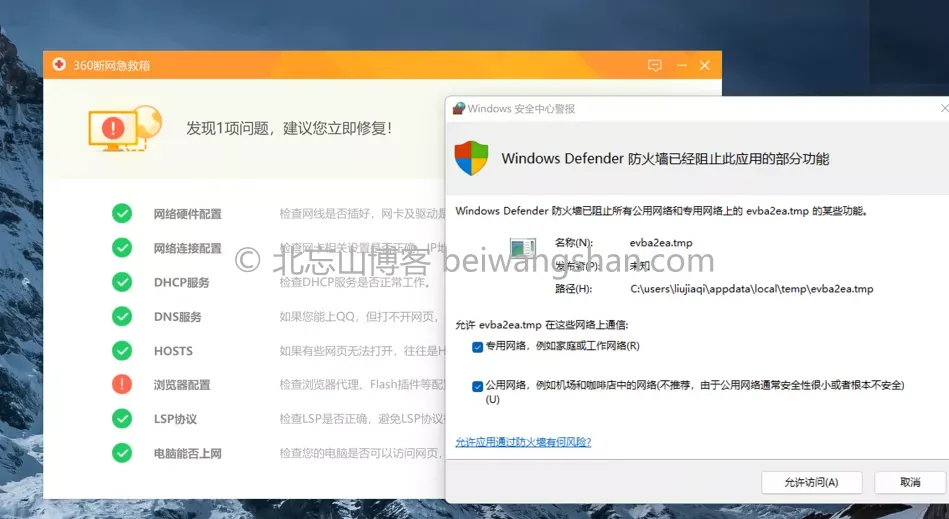 360断网急救箱
发现1项问题，建议您立即修复！
网络硬件配置 检查网线是否插好，网卡及驱动是
网络连接配置 检查网卡相关设置是否正确，IP地
DHCP服务 检查DHCP服务是否正常工作。
DNS服务 如果您能上QQ，但打不开网页，
HOSTS 如果有些网页无法打开，往往是H
浏览器配置 检查浏览器代理、Flash插件等配
LSP协议 检查LSP是否正确，避免LSP协议
电脑能否上网 检查您的电脑是否可以访问网页，
Windows 安全中心警报
Windows Defender 防火墙已经阻止此应用的部分功能
Windows Defender 防火墙已阻止所有公用网络和专用网络上的 evba2ea.tmp 的某些功能。
名称(N): evba2ea.tmp
发布者(P): 未知
路径(H): C:\users\liujiaqi\appdata\local\temp\evba2ea.tmp
允许 evba2ea.tmp 在这些网络上通信:
专用网络，例如家庭或工作网络(R)
公用网络，例如机场和咖啡店中的网络(不推荐，由于公用网络通常安全性很小或者根本不安全)
(U)
允许应用通过防火墙有何风险?
允许访问(A) 取消
© 北忘山博客 beiwangshan.com